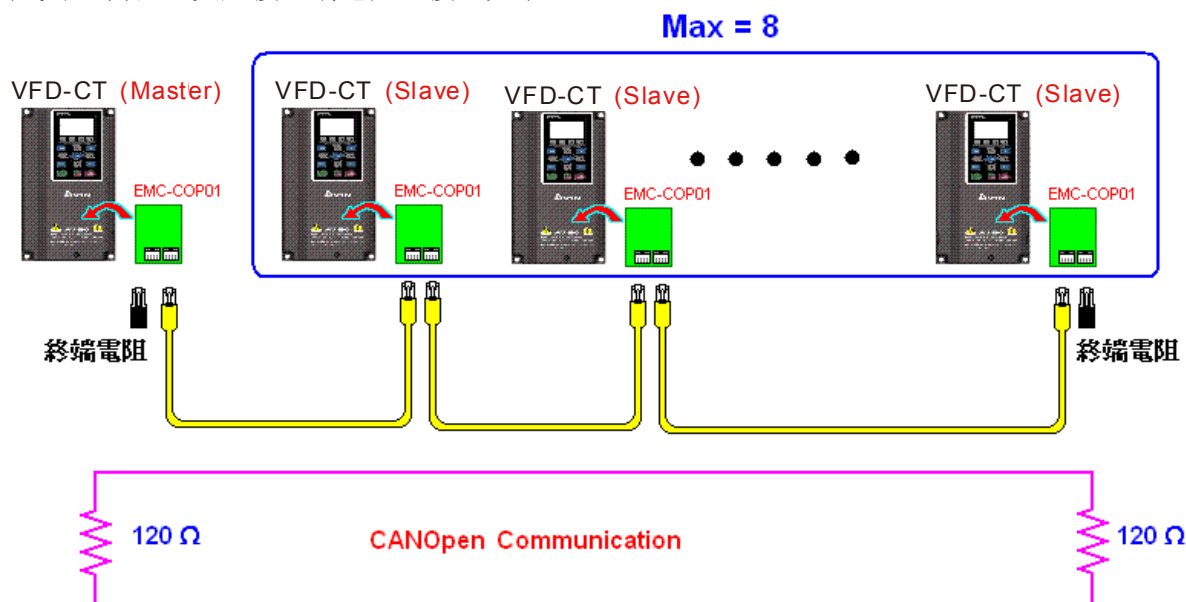 Max = 8
VFD-CT (Master)
VFD-CT (Slave)
VFD-CT (Slave)
VFD-CT (Slave)
EMC-COP01
EMC-COP01
EMC-COP01
EMC-COP01
終端電阻
終端電阻
120 Ω
CANOpen Communication
120 Ω